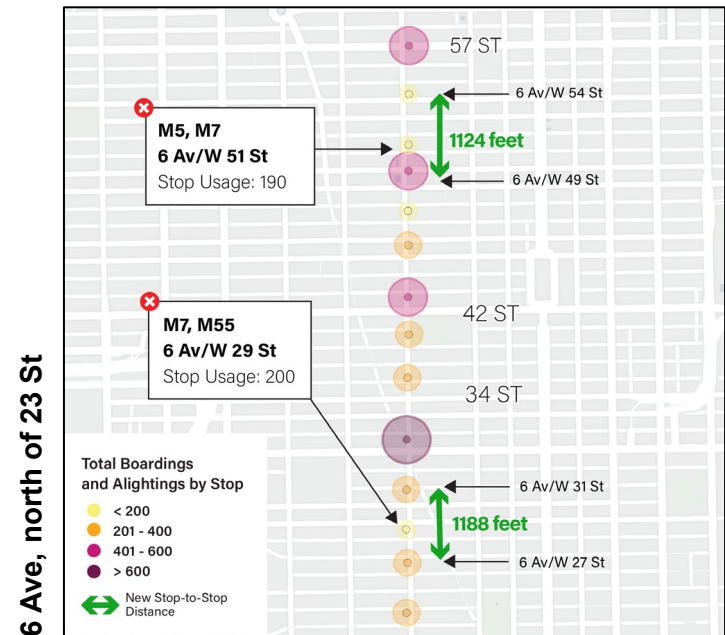 6 Ave, north of 23 St
57 ST
6 Av/W 54 St
1124 feet
M5, M7
6 Av/W 51 St
Stop Usage: 190
6 Av/W 49 St
42 ST
M7, M55
6 Av/W 29 St
Stop Usage: 200
34 ST
6 Av/W 31 St
1188 feet
6 Av/W 27 St
Total Boardings
and Alightings by Stop
< 200
201 - 400
401 - 600
> 600
New Stop-to-Stop
Distance